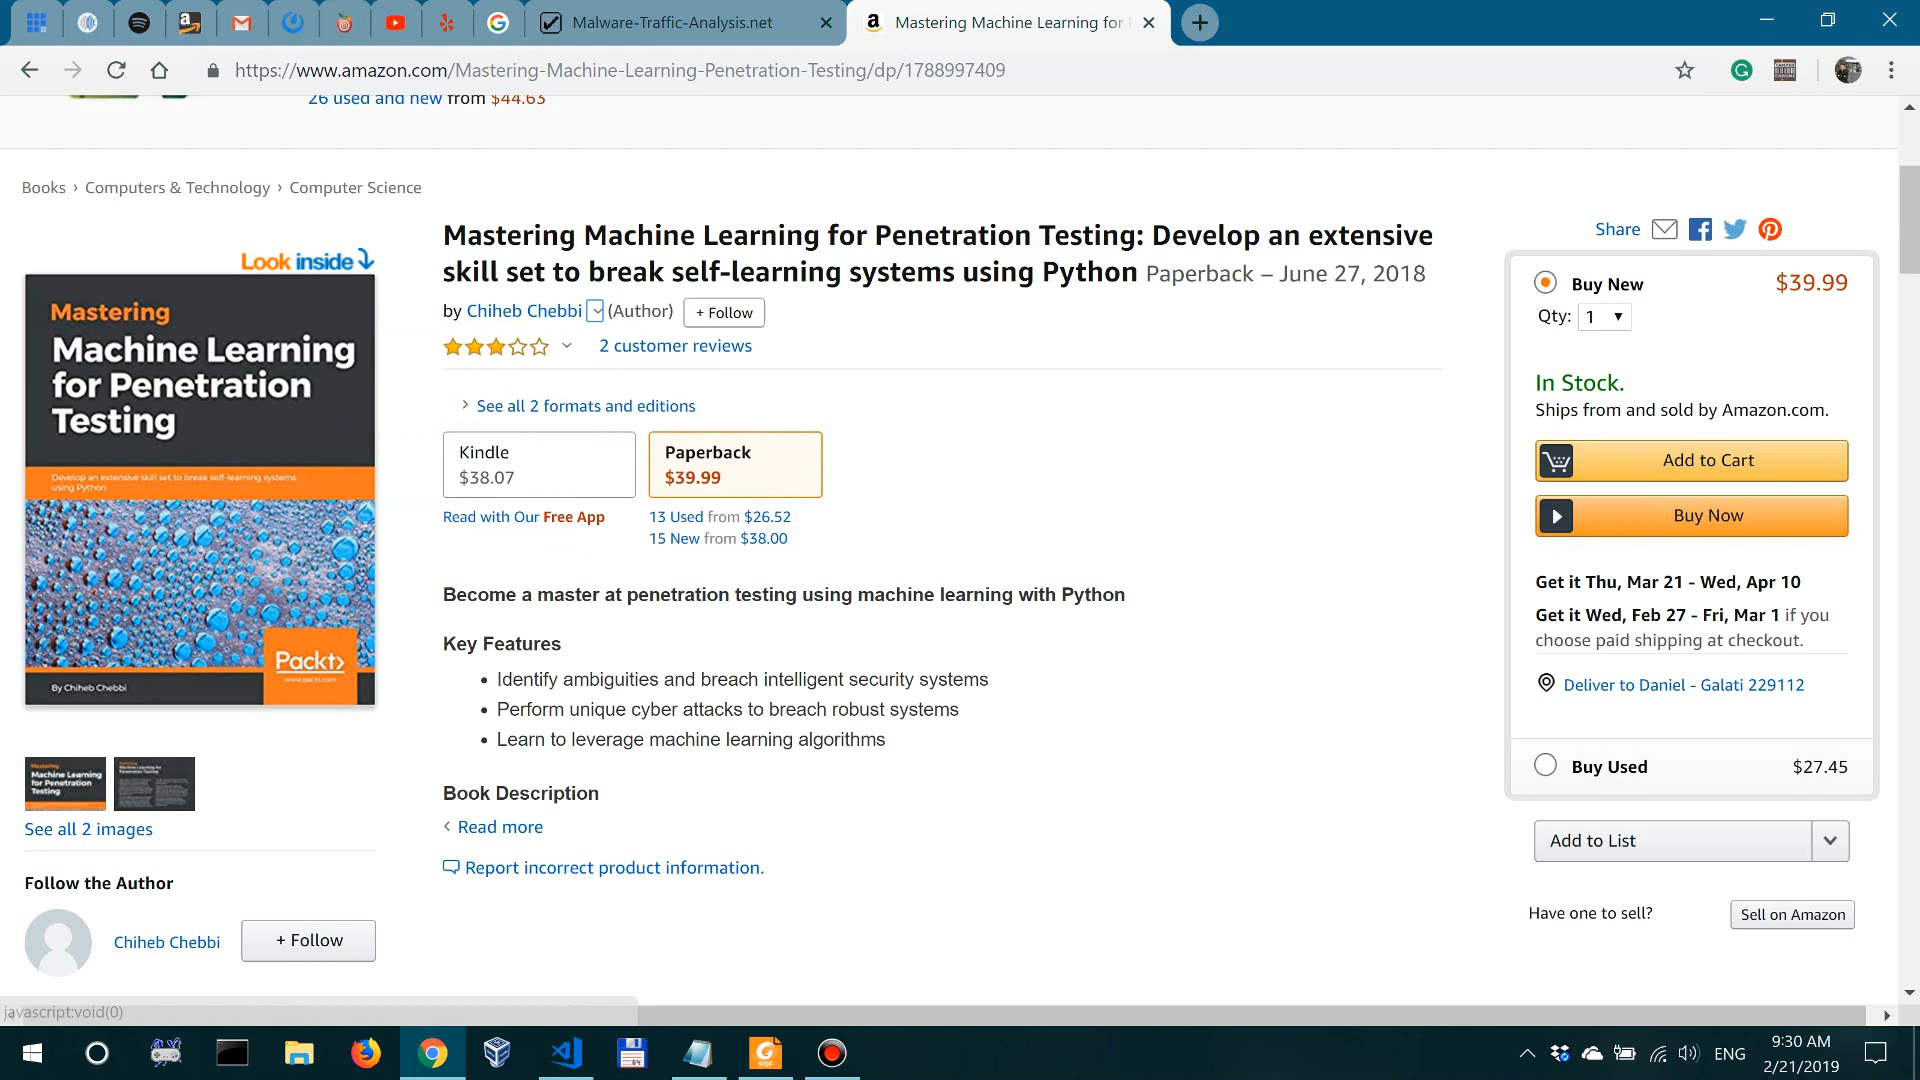 Malware-Traffic-Analysis.net
Mastering Machine Learning for
https://www.amazon.com/Mastering-Machine-Learning-Penetration-Testing/dp/1788997409
26 used and new from $44.63
Books › Computers & Technology › Computer Science
Look inside
Mastering
Machine Learning
for Penetration
Testing
Develop an extensive skill set to break self-learning systems
using Python
Packt>
www.packt.com
By Chiheb Chebbi
Mastering
Machine Learning
for Penetration
Testing
See all 2 images
Follow the Author
Chiheb Chebbi
+ Follow
Mastering Machine Learning for Penetration Testing: Develop an extensive
skill set to break self-learning systems using Python Paperback – June 27, 2018
by Chiheb Chebbi (Author) + Follow
2 customer reviews
› See all 2 formats and editions
Kindle
$38.07
Paperback
$39.99
Read with Our Free App
13 Used from $26.52
15 New from $38.00
Become a master at penetration testing using machine learning with Python
Key Features
• Identify ambiguities and breach intelligent security systems
• Perform unique cyber attacks to breach robust systems
• Learn to leverage machine learning algorithms
Book Description
‹ Read more
Report incorrect product information.
Share
Buy New $39.99
Qty: 1
In Stock.
Ships from and sold by Amazon.com.
Add to Cart
Buy Now
Get it Thu, Mar 21 - Wed, Apr 10
Get it Wed, Feb 27 - Fri, Mar 1 if you
choose paid shipping at checkout.
Deliver to Daniel - Galati 229112
Buy Used $27.45
Add to List
Have one to sell? Sell on Amazon
javascript:void(0)
ENG
9:30 AM
2/21/2019